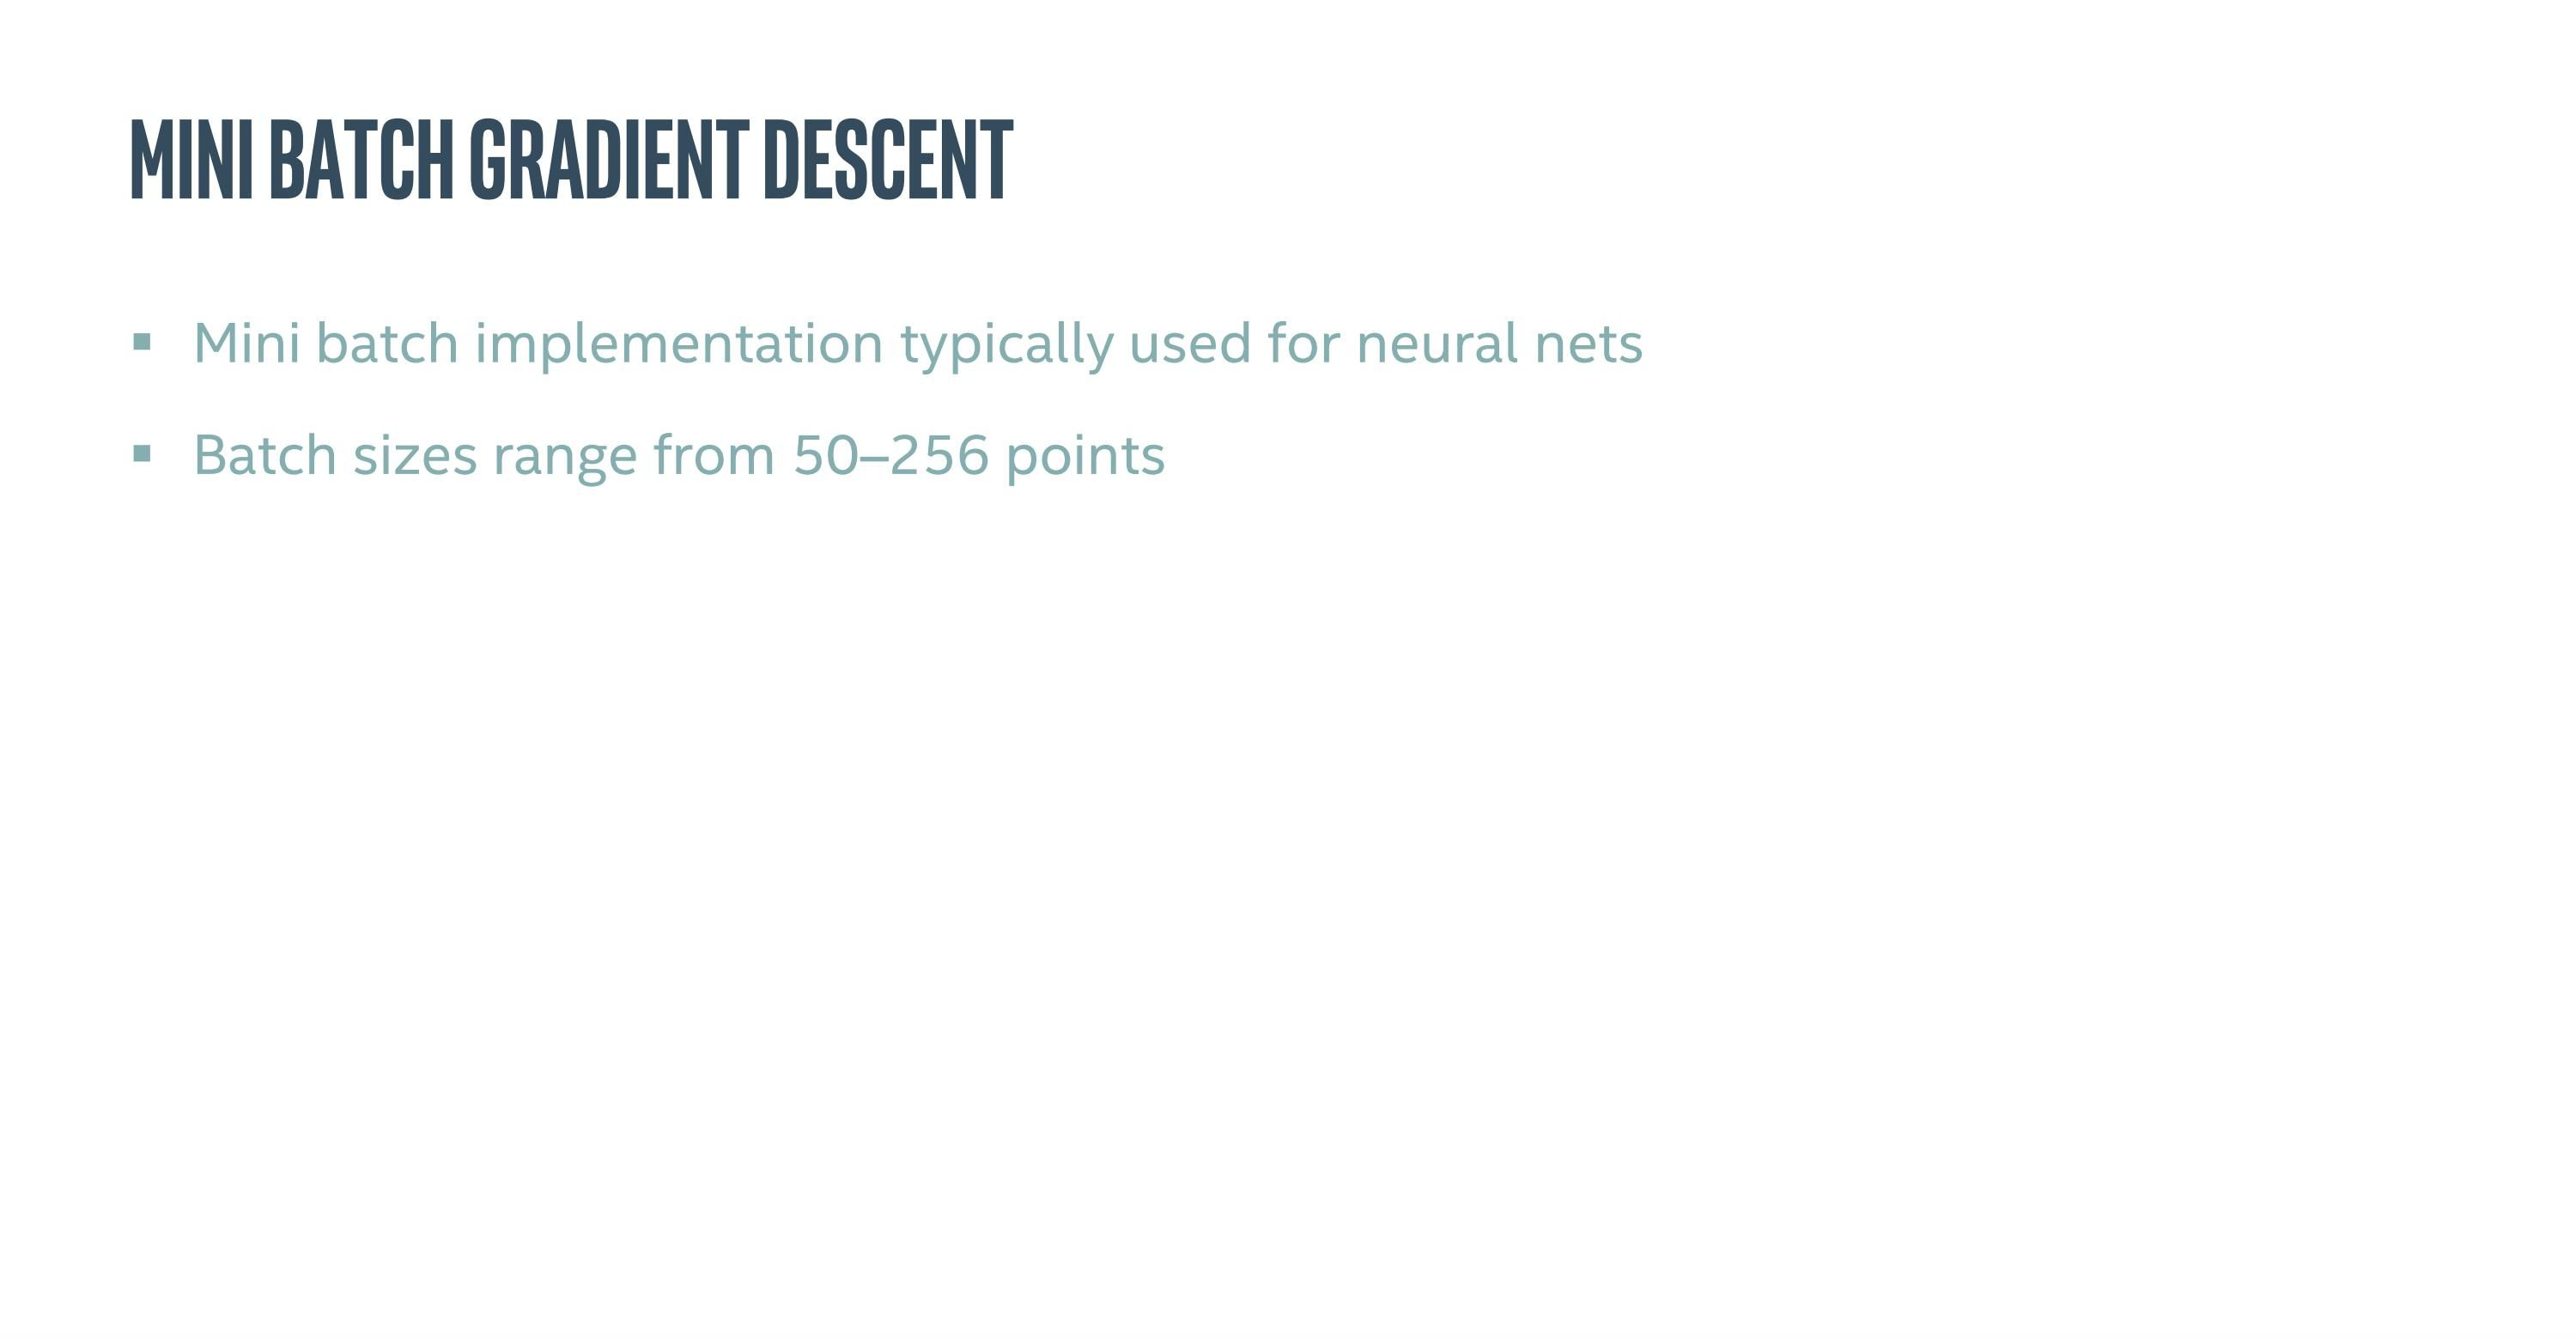 MINI BATCH GRADIENT DESCENT
▪ Mini batch implementation typically used for neural nets
▪ Batch sizes range from 50–256 points